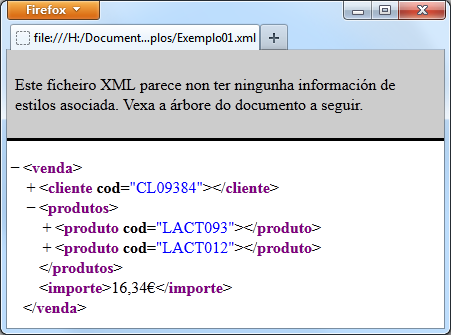 Firefox
file:///H:/Document...plos/Exemplo01.xml
Este ficheiro XML parece non ter ningunha información de
estilos asociada. Vexa a árbore do documento a seguir.
− <venda>
+ <cliente cod="CL09384"></cliente>
− <produtos>
+ <produto cod="LACT093"></produto>
+ <produto cod="LACT012"></produto>
</produtos>
<importe>16,34€</importe>
</venda>